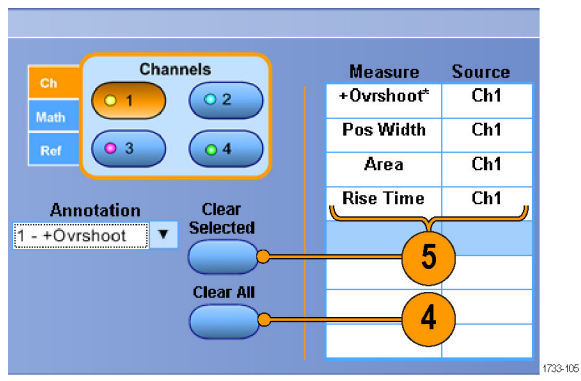 Channels
Ch
Math
Ref
1
2
3
4
Annotation
1 - +Ovrshoot
Clear
Selected
Clear All
Measure Source
+Ovrshoot* Ch1
Pos Width Ch1
Area Ch1
Rise Time Ch1
5
4
1733-105